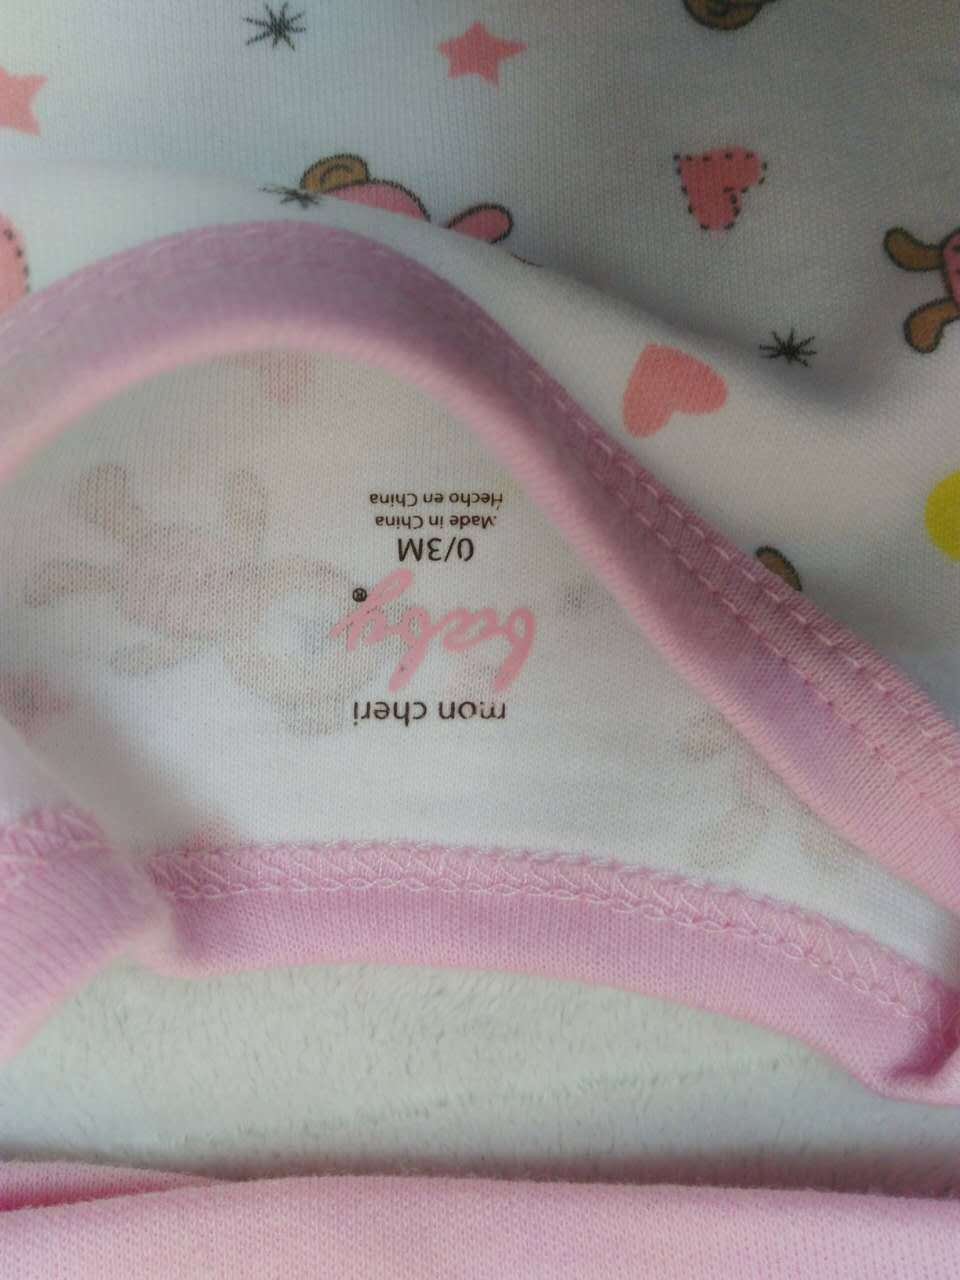 mon cheri
baby®
0/3M
Made in China
Hecho en China